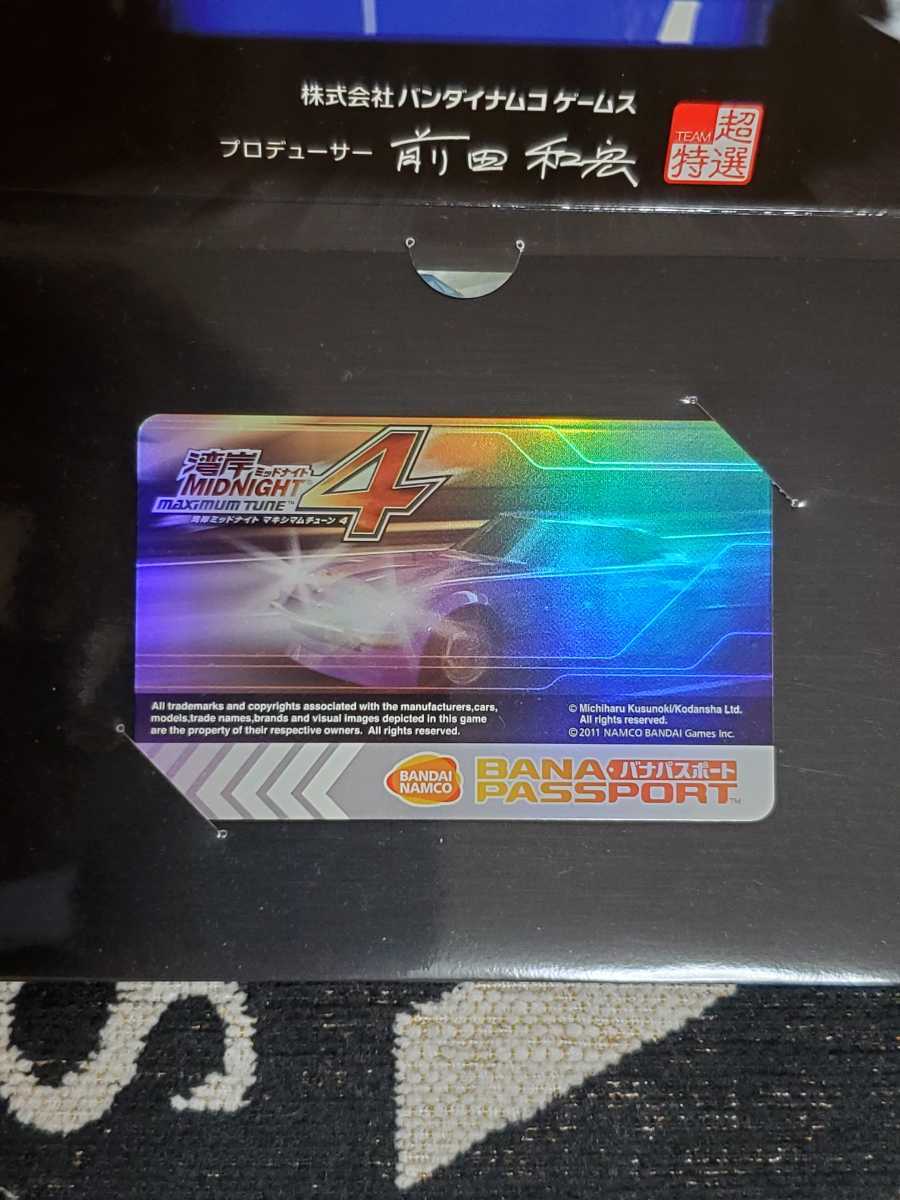 株式会社 バンダイナムコ ゲームス
プロデューサー 前田 和宏
TEAM 超
特選
湾岸 ミッドナイト
MIDNIGHT® 4
MAXIMUM TUNE™
湾岸ミッドナイト マキシマムチューン 4
All trademarks and copyrights associated with the manufacturers,cars,
models,trade names,brands and visual images depicted in this game
are the property of their respective owners. All rights reserved.
© Michiharu Kusunoki/Kodansha Ltd.
All rights reserved.
© 2011 NAMCO BANDAI Games Inc.
BANDAI
NAMCO
BANA バナパスポート
PASSPORT™
S